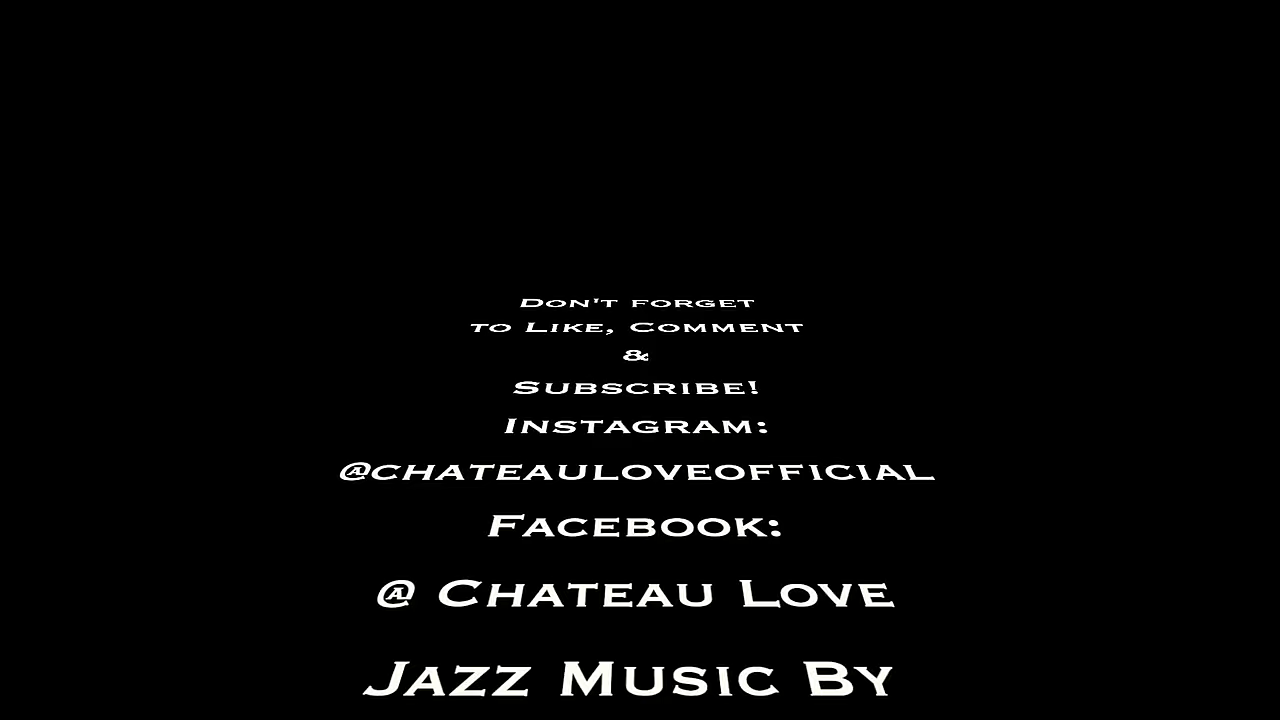 Don't forget
to Like, Comment
&
Subscribe!
Instagram:
@chateauloveofficial
Facebook:
@ Chateau Love
Jazz Music By